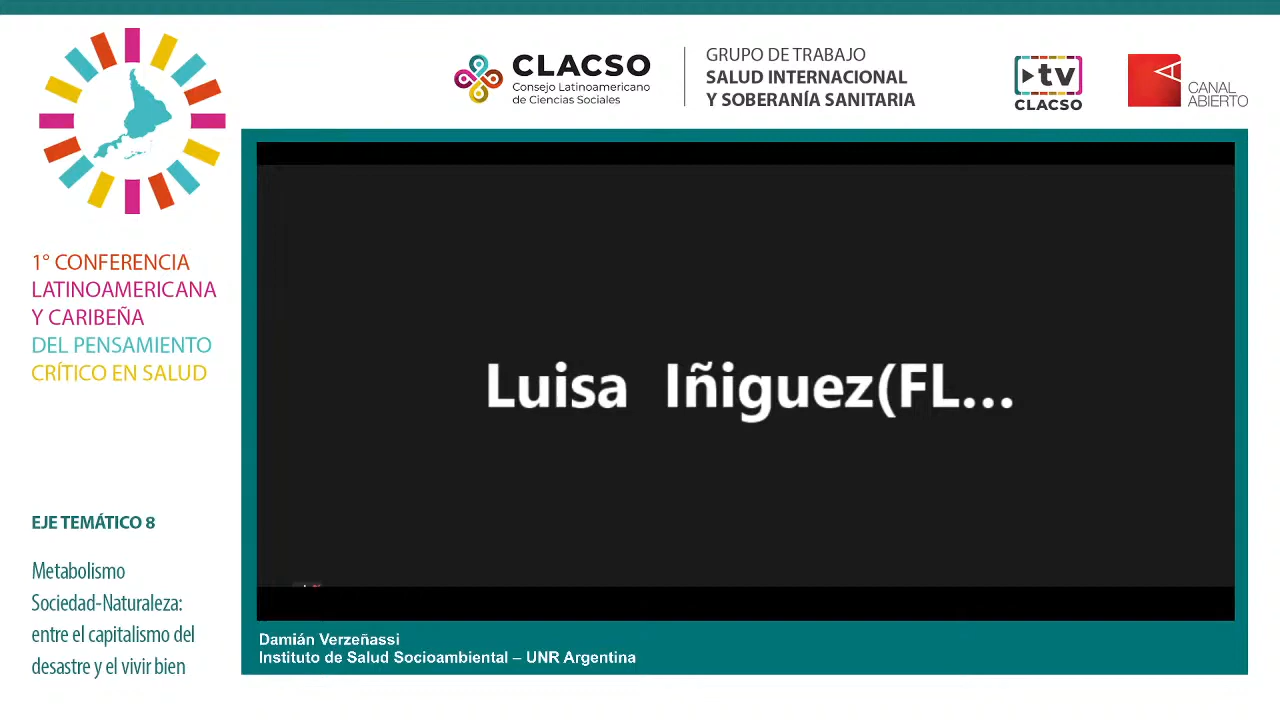 CLACSO
Consejo Latinoamericano
de Ciencias Sociales
GRUPO DE TRABAJO
SALUD INTERNACIONAL
Y SOBERANÍA SANITARIA
tv
CLACSO
CANAL
ABIERTO
1° CONFERENCIA
LATINOAMERICANA
Y CARIBEÑA
DEL PENSAMIENTO
CRÍTICO EN SALUD
EJE TEMÁTICO 8
Metabolismo
Sociedad-Naturaleza:
entre el capitalismo del
desastre y el vivir bien
Luisa Iñiguez(FL...
Damián Verzeñassi
Instituto de Salud Socioambiental – UNR Argentina